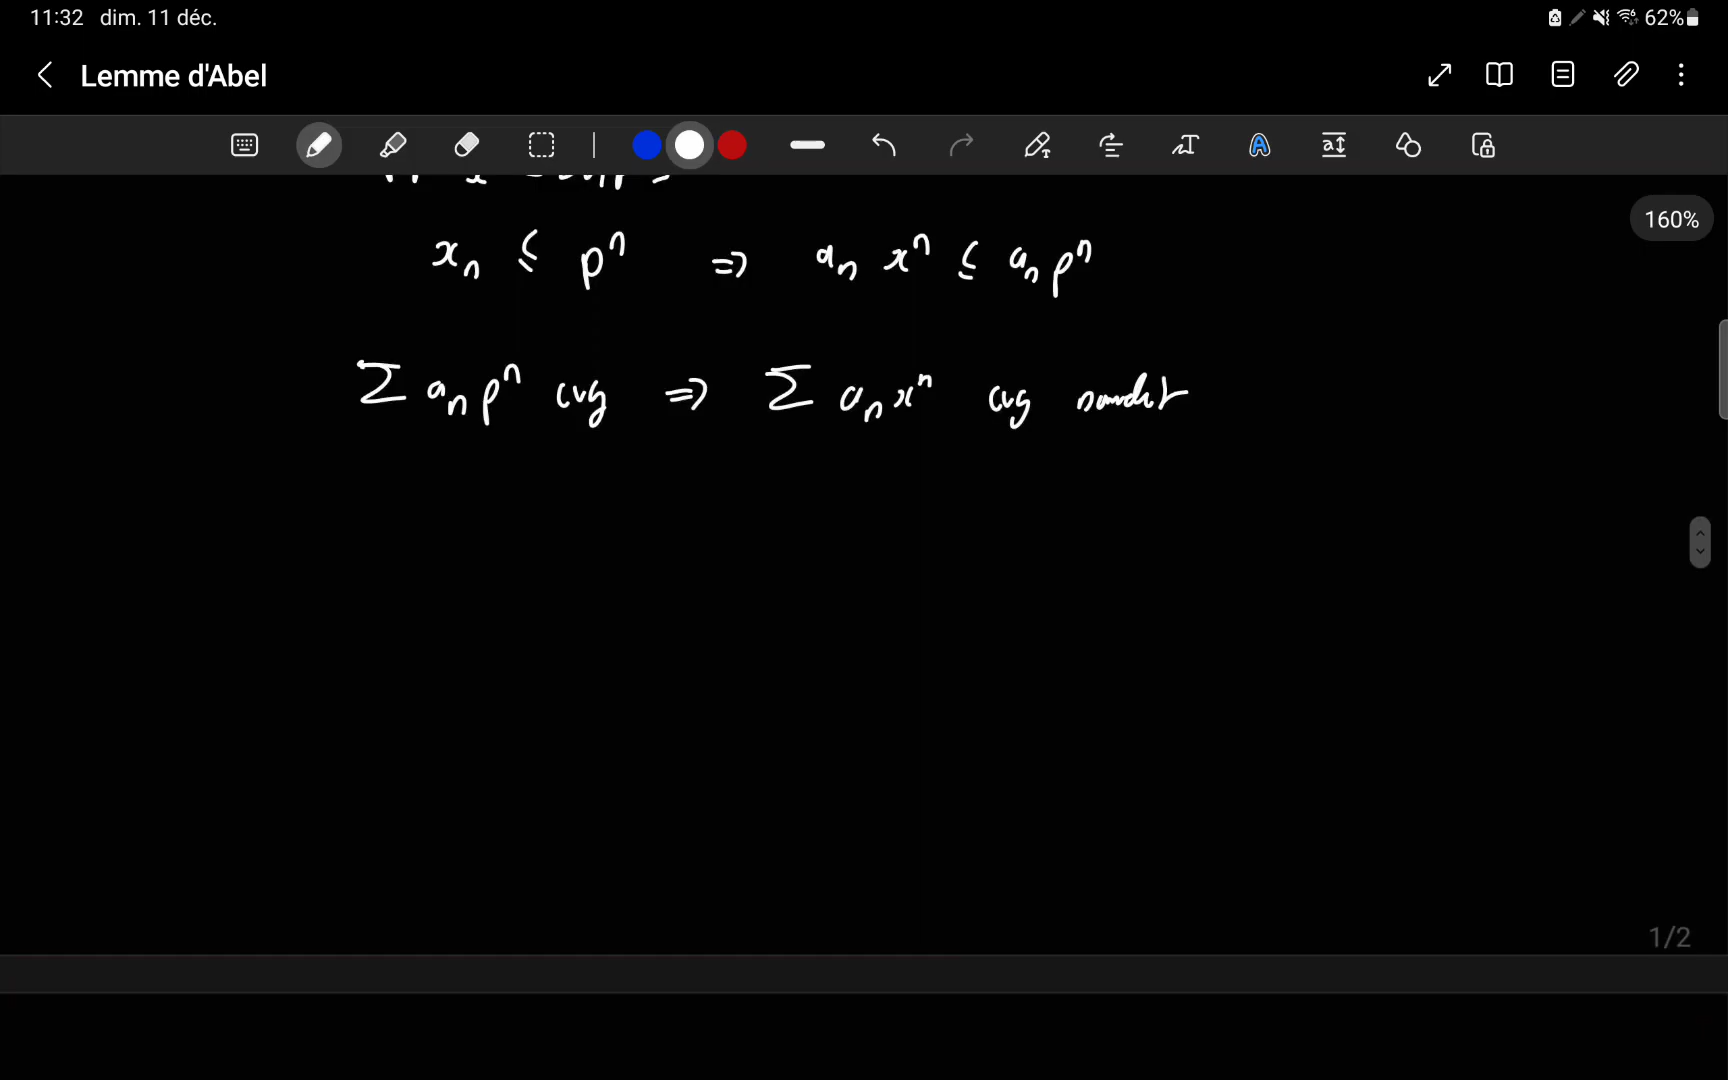 11:32 dim. 11 déc. 62%
Lemme d'Abel
160%
xₙ ≤ ρⁿ ⇒ aₙ xⁿ ≤ aₙ ρⁿ
Σ aₙ ρⁿ cvg ⇒ Σ aₙ xⁿ cvg
1/2